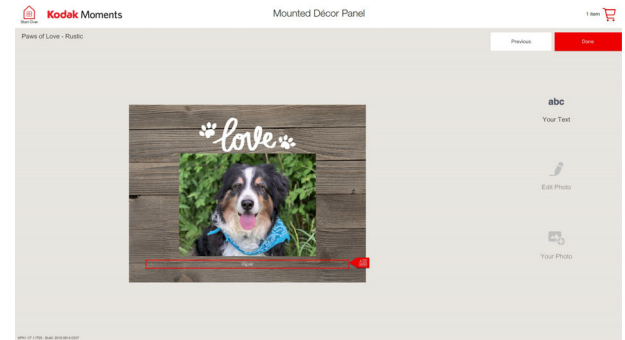 Kodak Moments
Mounted Décor Panel
1 item
Start Over
Paws of Love - Rustic
Previous
Done
abc
Your Text
love
Edit Photo
Your Photo